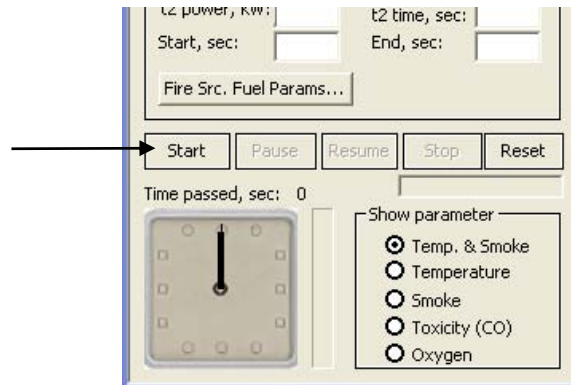 t2 power, kW:
t2 time, sec:
Start, sec:
End, sec:
Fire Src. Fuel Params...
Start Pause Resume Stop Reset
Time passed, sec: 0
Show parameter
Temp. & Smoke
Temperature
Smoke
Toxicity (CO)
Oxygen